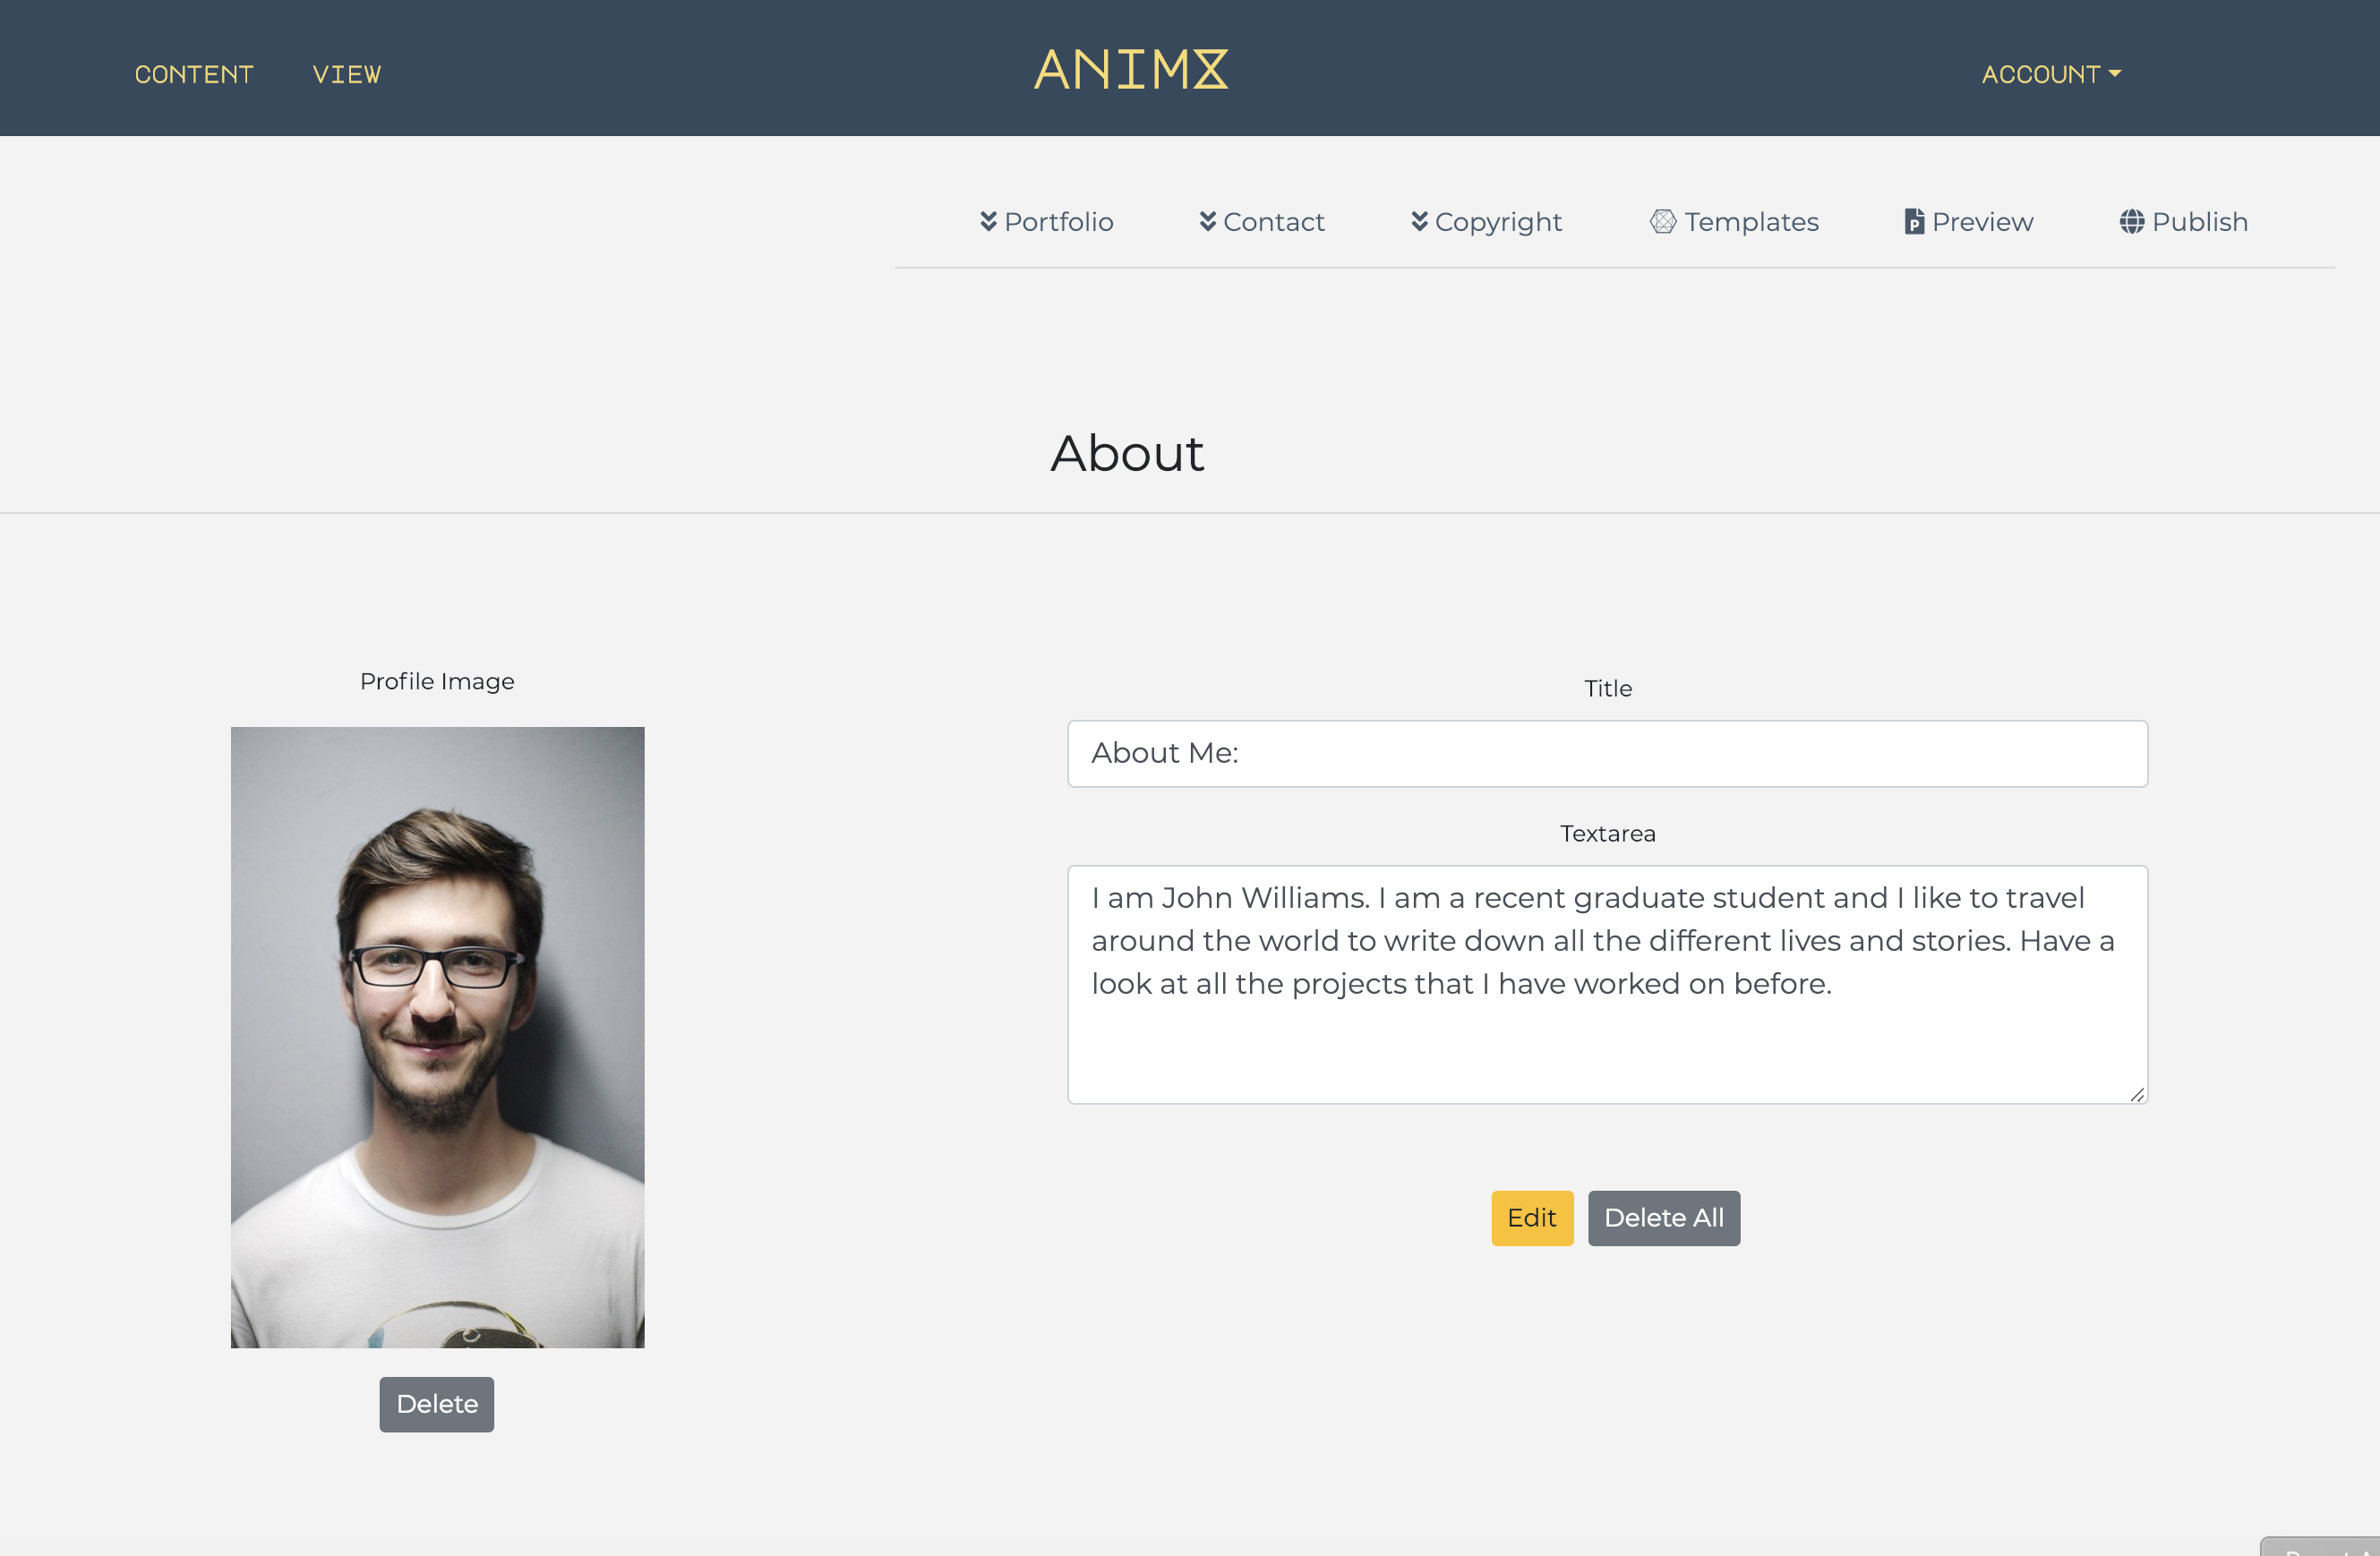 CONTENT VIEW ANIMX ACCOUNT
Portfolio Contact Copyright Templates Preview Publish
About
Profile Image
Title
About Me:
Textarea
I am John Williams. I am a recent graduate student and I like to travel
around the world to write down all the different lives and stories. Have a
look at all the projects that I have worked on before.
Edit Delete All
Delete